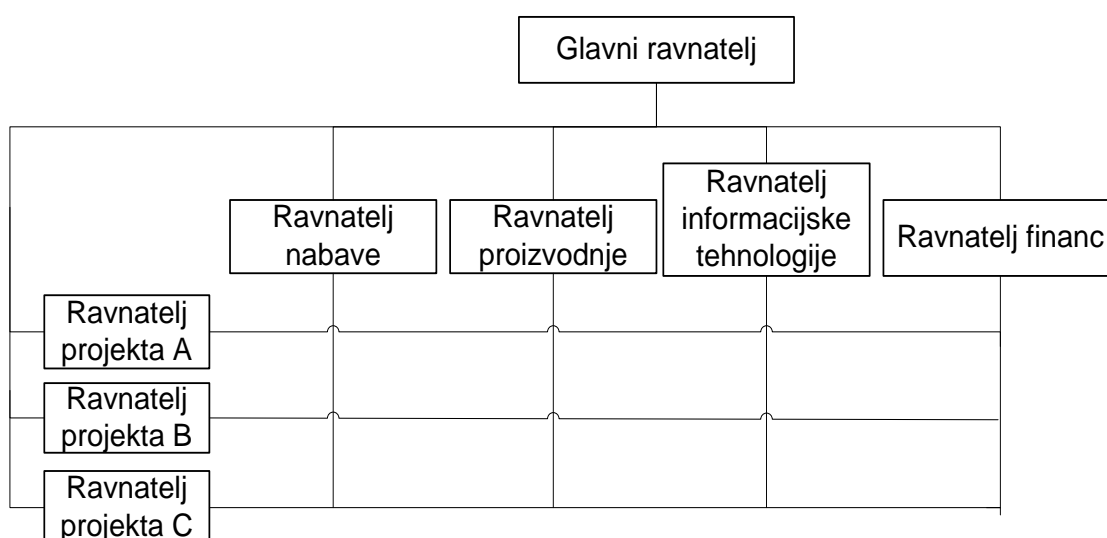 Glavni ravnatelj
Ravnatelj
nabave
Ravnatelj
proizvodnje
Ravnatelj
informacijske
tehnologije
Ravnatelj financ
Ravnatelj
projekta A
Ravnatelj
projekta B
Ravnatelj
projekta C